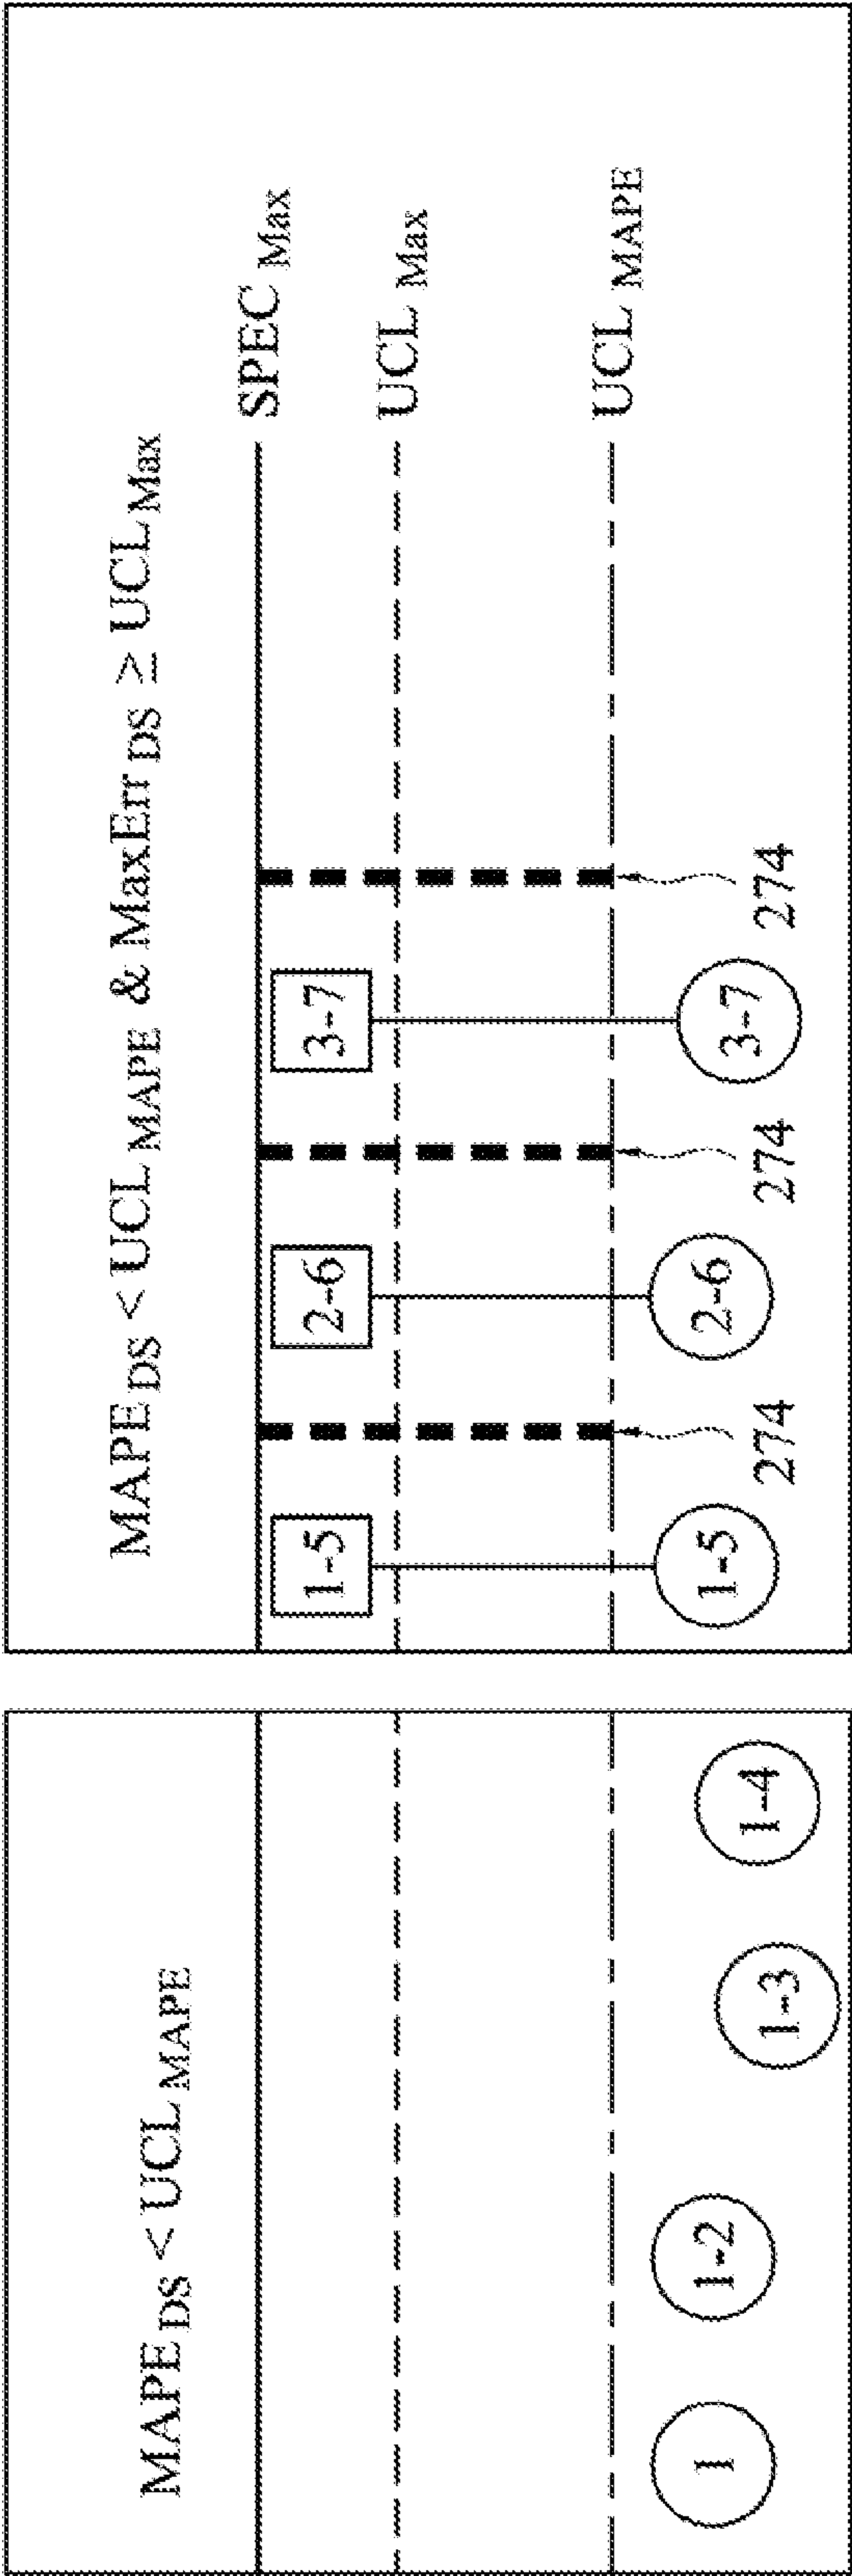 MAPE DS < UCL MAPE
1
1-2
1-3
1-4
MAPE DS < UCL MAPE & MaxErr DS ≥ UCL Max
SPEC Max
UCL Max
UCL MAPE
1-5
2-6
3-7
1-5
2-6
3-7
274
274
274